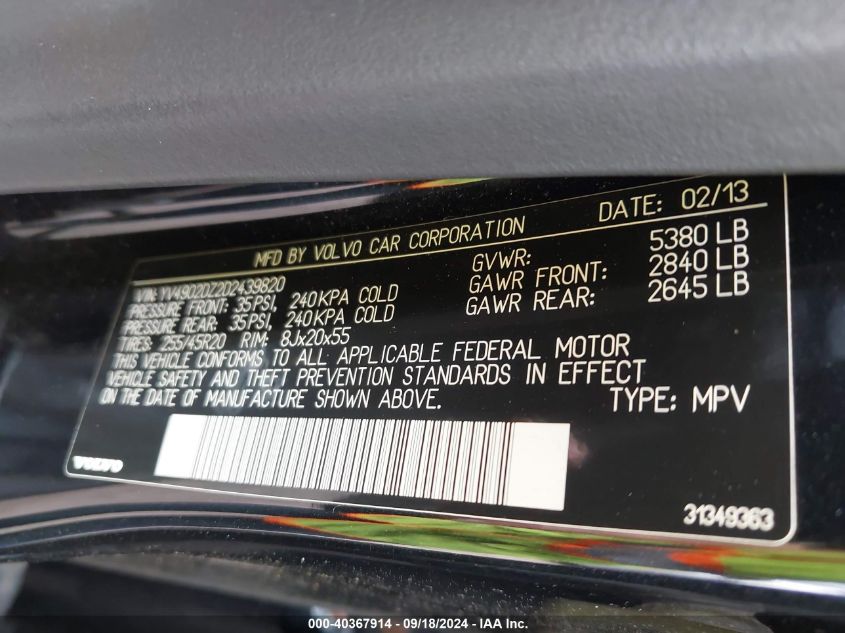 MFD BY VOLVO CAR CORPORATION DATE: 02/13
VIN: YV4902DZ2D2439820
PRESSURE FRONT: 35PSI, 240KPA COLD
PRESSURE REAR: 35PSI, 240KPA COLD
TIRES: 255/45R20 RIM: 8Jx20x55
GVWR: 5380 LB
GAWR FRONT: 2840 LB
GAWR REAR: 2645 LB
THIS VEHICLE CONFORMS TO ALL APPLICABLE FEDERAL MOTOR
VEHICLE SAFETY AND THEFT PREVENTION STANDARDS IN EFFECT
ON THE DATE OF MANUFACTURE SHOWN ABOVE. TYPE: MPV
VOLVO
31349363
000-40367914 - 09/18/2024 - IAA Inc.